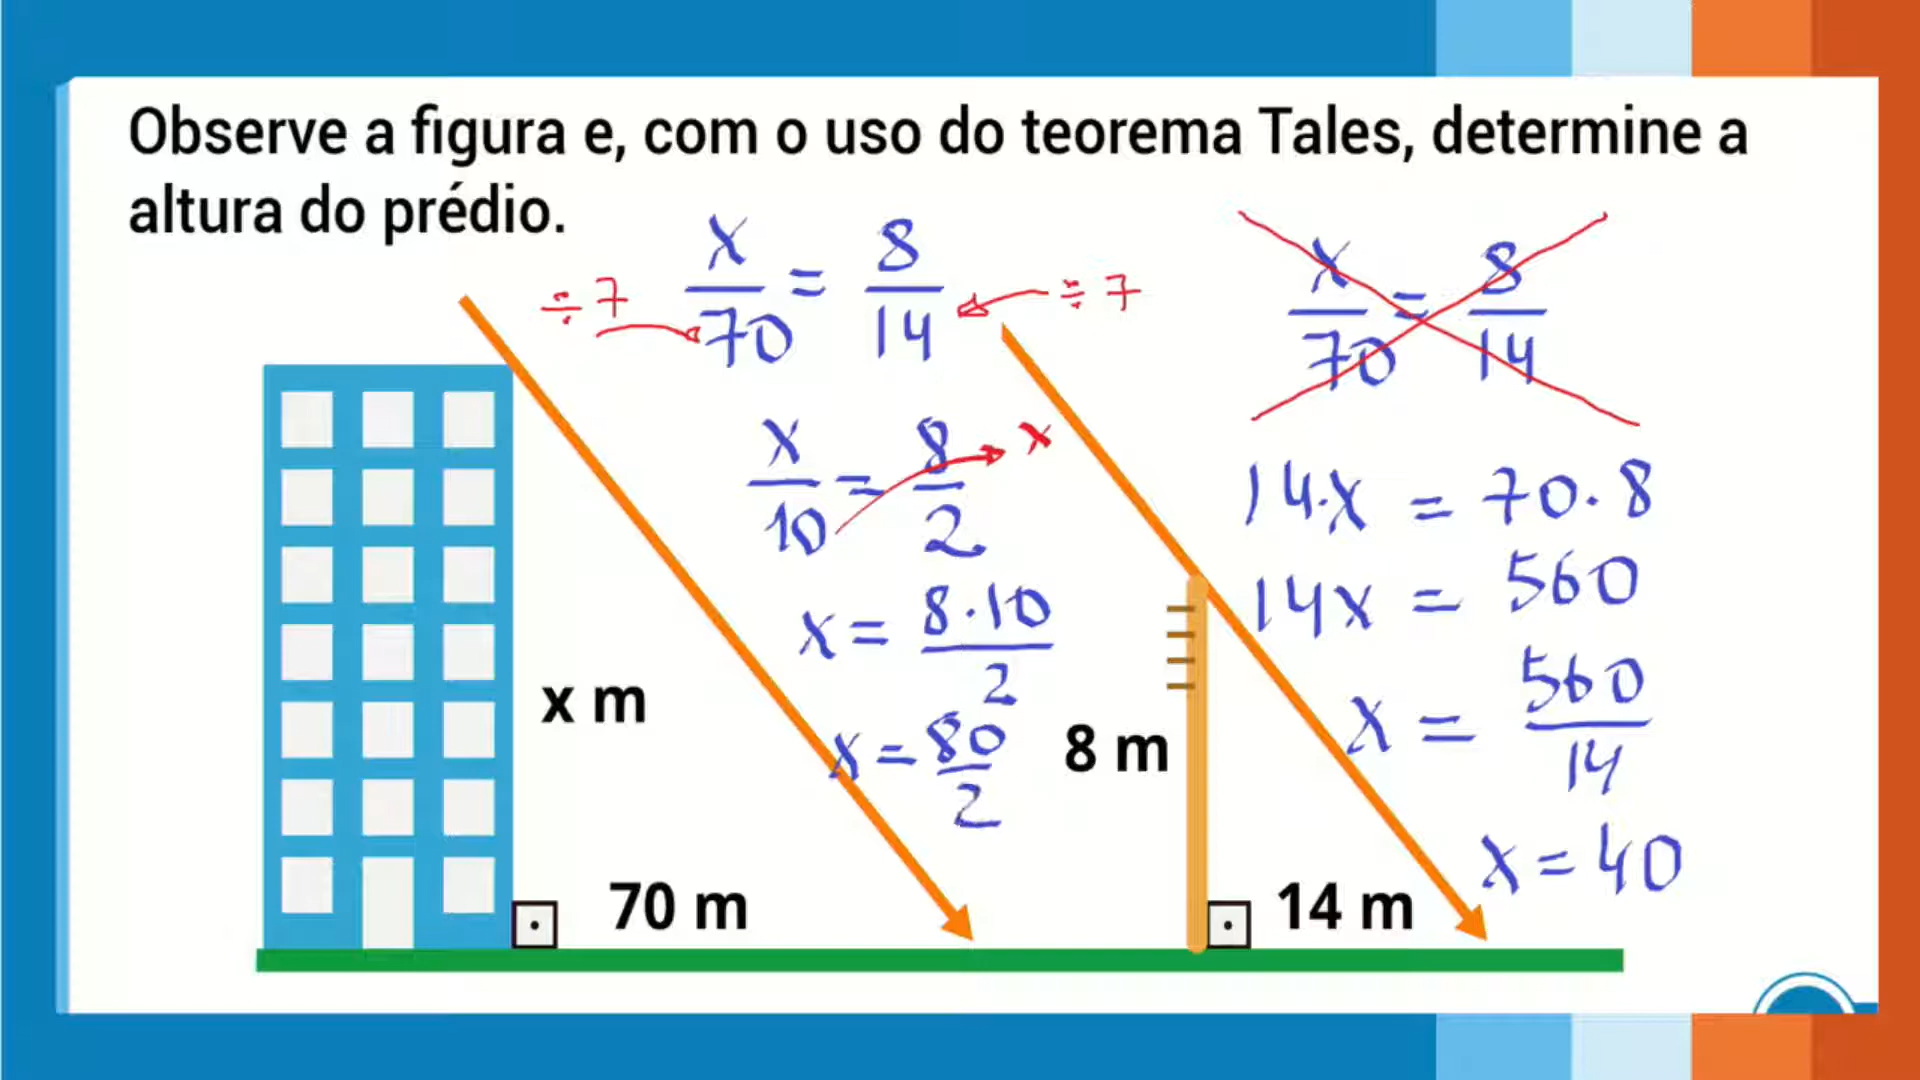 Observe a figura e, com o uso do teorema Tales, determine a
altura do prédio.
÷7 x/70 = 8/14 ÷7
x/10 = 8/2 x
x = 8·10/2
x = 80/2
x/70 = 8/14
14·x = 70·8
14x = 560
x = 560/14
x = 40
x m
8 m
70 m
14 m